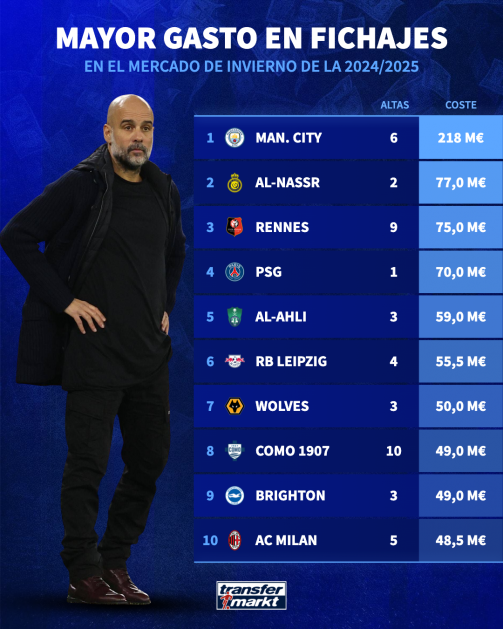 MAYOR GASTO EN FICHAJES
EN EL MERCADO DE INVIERNO DE LA 2024/2025
ALTAS COSTE
1 MAN. CITY 6 218 M€
2 AL-NASSR 2 77,0 M€
3 RENNES 9 75,0 M€
4 PSG 1 70,0 M€
5 AL-AHLI 3 59,0 M€
6 RB LEIPZIG 4 55,5 M€
7 WOLVES 3 50,0 M€
8 COMO 1907 10 49,0 M€
9 BRIGHTON 3 49,0 M€
10 AC MILAN 5 48,5 M€
transfer
markt